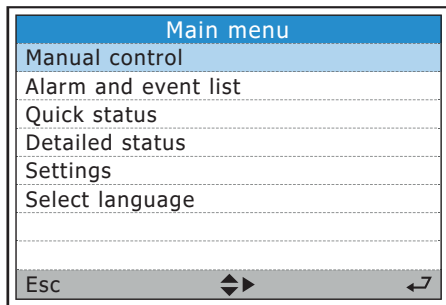 Main menu
Manual control
Alarm and event list
Quick status
Detailed status
Settings
Select language
Esc